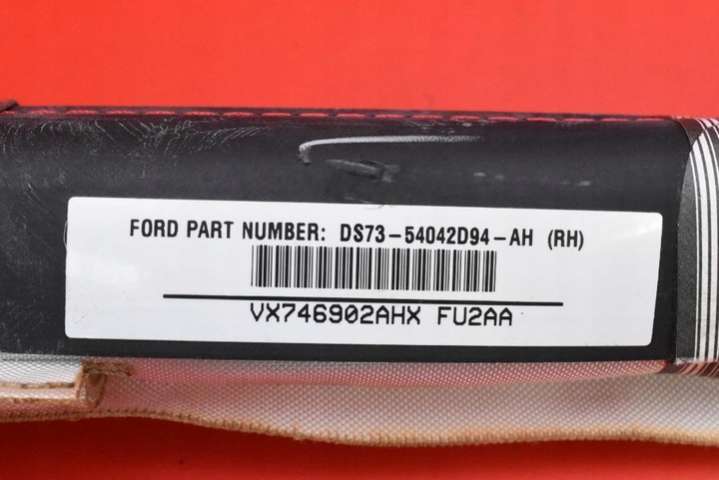 FORD PART NUMBER: DS73-54042D94-AH (RH)
VX746902AHX FU2AA